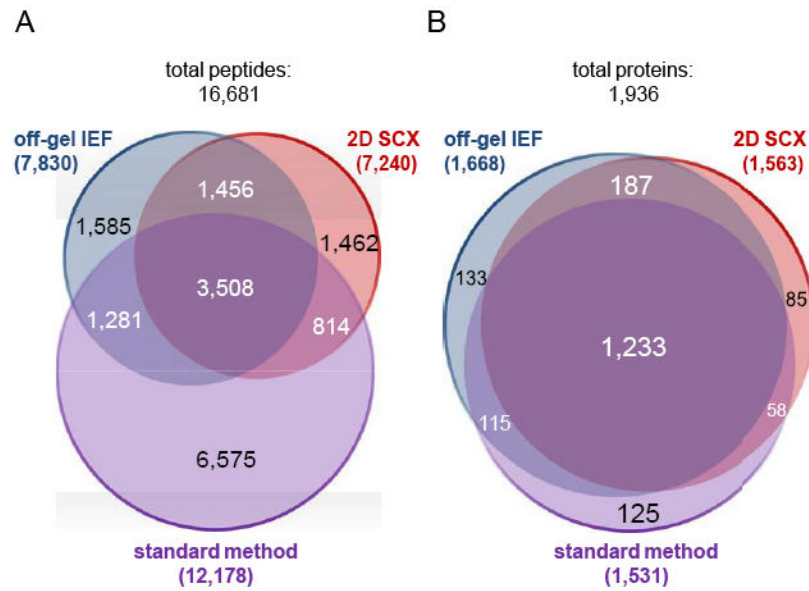 A
B
total peptides:
16,681
total proteins:
1,936
off-gel IEF
(7,830)
2D SCX
(7,240)
off-gel IEF
(1,668)
2D SCX
(1,563)
1,456
187
1,585
1,462
133
85
3,508
1,281
814
1,233
115
58
6,575
125
standard method
(12,178)
standard method
(1,531)